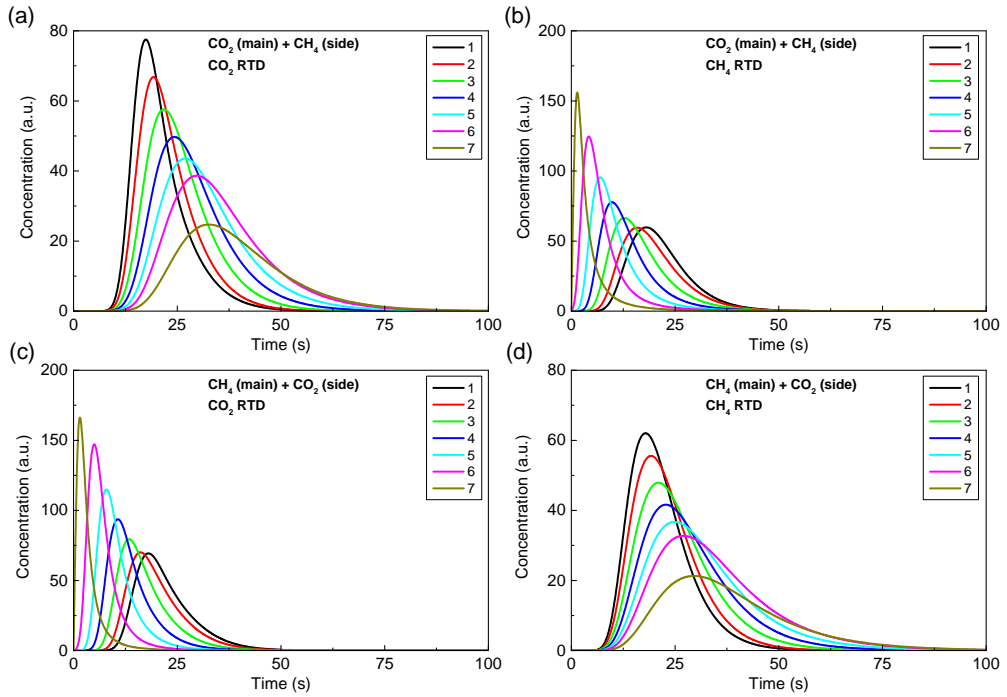 (a)
CO₂ (main) + CH₄ (side)
CO₂ RTD
1
2
3
4
5
6
7
80
60
40
20
0
Concentration (a.u.)
0 25 50 75 100
Time (s)
(b)
CO₂ (main) + CH₄ (side)
CH₄ RTD
1
2
3
4
5
6
7
200
150
100
50
0
Concentration (a.u.)
0 25 50 75 100
Time (s)
(c)
CH₄ (main) + CO₂ (side)
CO₂ RTD
1
2
3
4
5
6
7
200
150
100
50
0
Concentration (a.u.)
0 25 50 75 100
Time (s)
(d)
CH₄ (main) + CO₂ (side)
CH₄ RTD
1
2
3
4
5
6
7
80
60
40
20
0
Concentration (a.u.)
0 25 50 75 100
Time (s)